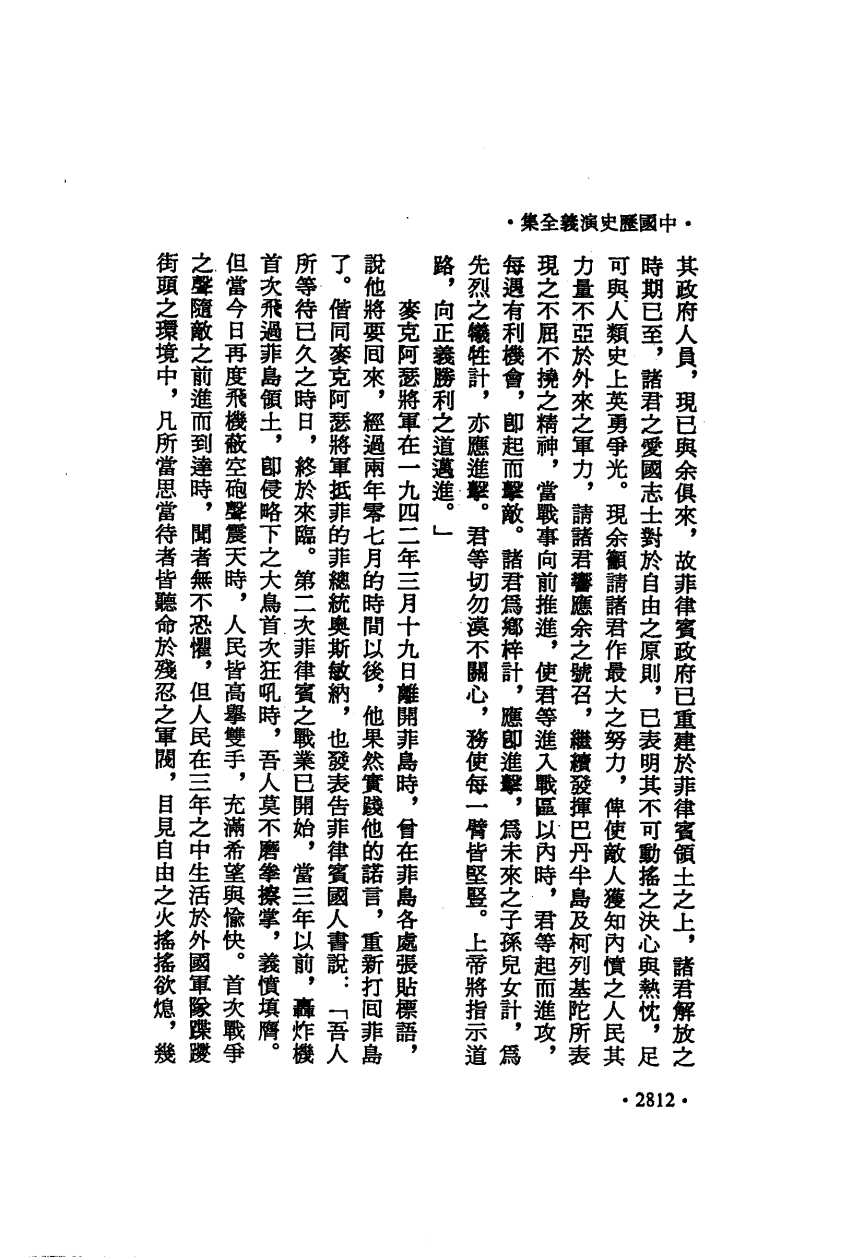 ・中國歷史演義全集・
其政府人員，現已與余俱來，故菲律賓政府已重建於菲律賓領土之上，諸君解放之
時期已至，諸君之愛國志士對於自由之原則，已表明其不可動搖之決心與熱忱，足
可與人類史上英勇爭光。現余籲請諸君作最大之努力，俾使敵人獲知內憤之人民其
力量不亞於外來之軍力，請諸君響應余之號召，繼續發揮巴丹半島及柯列基陀所表
現之不屈不撓之精神，當戰事向前推進，使君等進入戰區以內時，君等起而進攻，
每遇有利機會，卽起而擊敵。諸君爲鄉梓計，應卽進擊，爲未來之子孫兒女計，爲
先烈之犧牲計，亦應進擊。君等切勿漠不關心，務使每一臂皆堅豎。上帝將指示道
路，向正義勝利之道邁進。」
麥克阿瑟將軍在一九四二年三月十九日離開菲島時，曾在菲島各處張貼標語，
說他將要囘來，經過兩年零七月的時間以後，他果然實踐他的諾言，重新打囘菲島
了。偕同麥克阿瑟將軍抵菲的菲總統奧斯敏納，也發表告菲律賓國人書說：「吾人
所等待已久之時日，終於來臨。第二次菲律賓之戰業已開始，當三年以前，轟炸機
首次飛過菲島領土，卽侵略下之大鳥首次狂吼時，吾人莫不磨拳擦掌，義憤填膺。
但當今日再度飛機蔽空砲聲震天時，人民皆高舉雙手，充滿希望與愉快。首次戰爭
之聲隨敵之前進而到達時，聞者無不恐懼，但人民在三年之中生活於外國軍隊蹀躞
街頭之環境中，凡所當思當待者皆聽命於殘忍之軍閥，目見自由之火搖搖欲熄，幾
・2812・